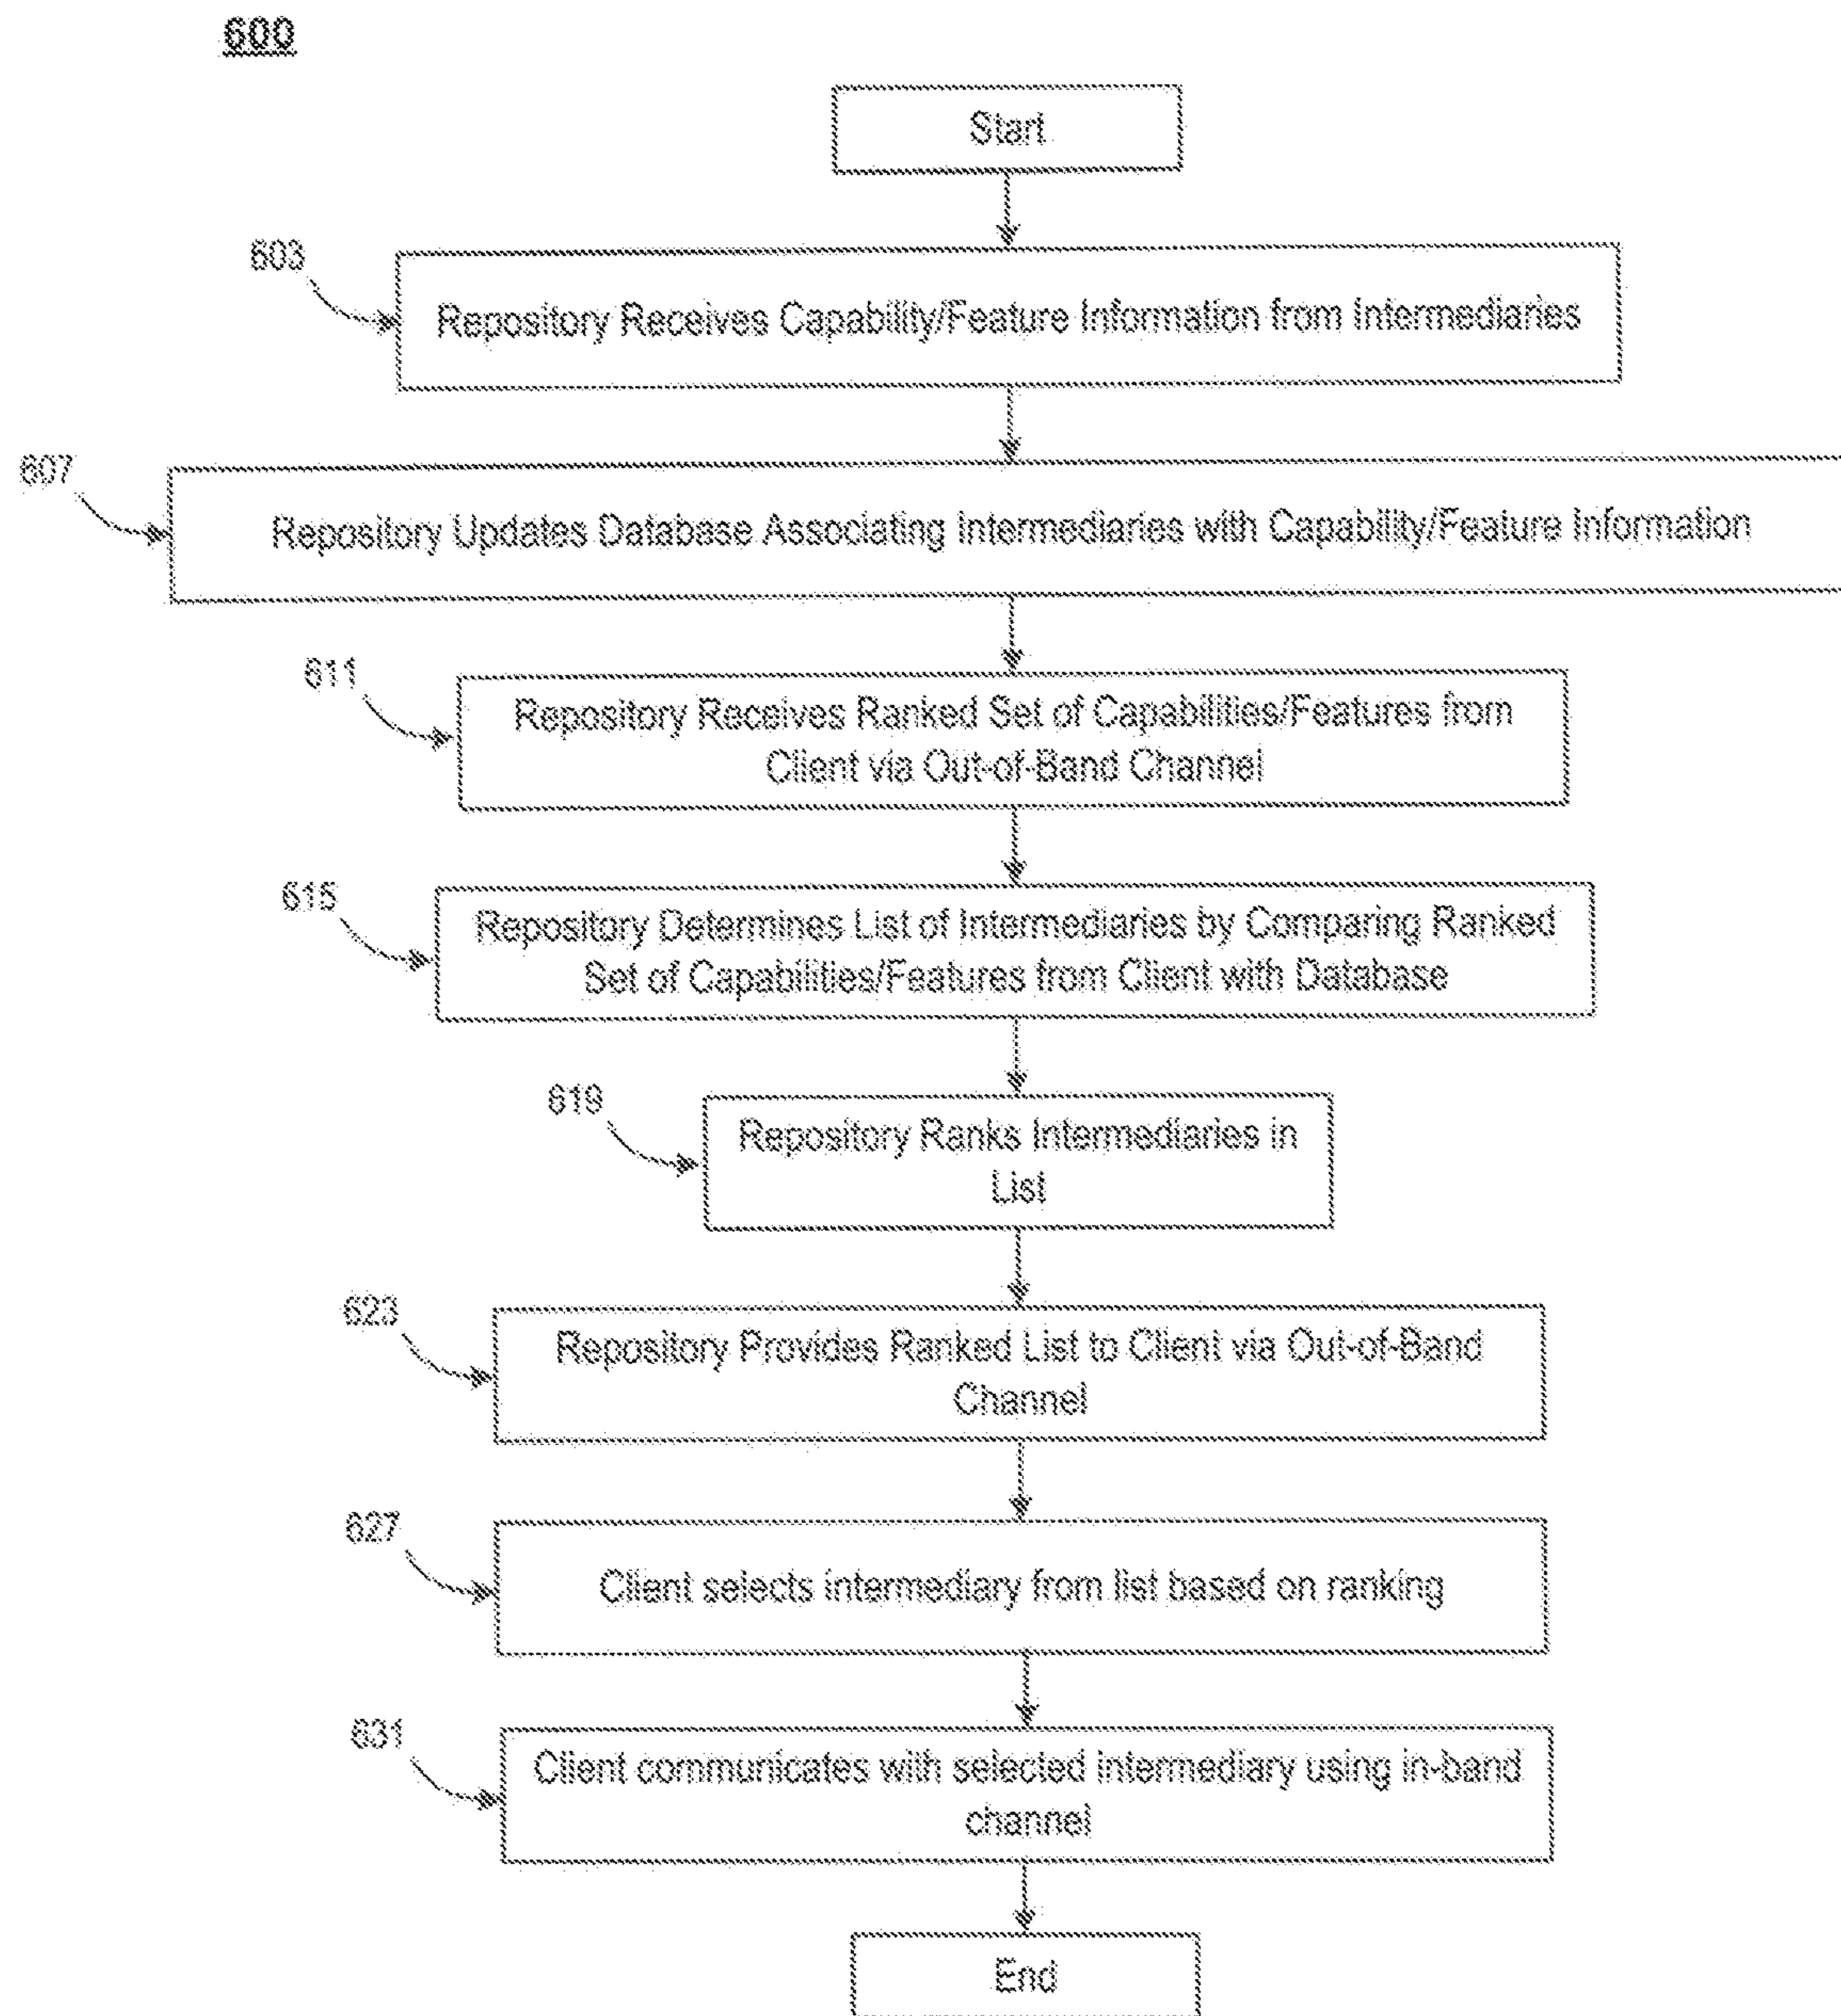 600
Start
603
Repository Receives Capability/Feature Information from Intermediaries
607
Repository Updates Database Associating Intermediaries with Capability/Feature Information
611
Repository Receives Ranked Set of Capabilities/Features from
Client via Out-of-Band Channel
615
Repository Determines List of Intermediaries by Comparing Ranked
Set of Capabilities/Features from Client with Database
619
Repository Ranks Intermediaries in
List
623
Repository Provides Ranked List to Client via Out-of-Band
Channel
627
Client selects intermediary from list based on ranking
631
Client communicates with selected intermediary using in-band
channel
End